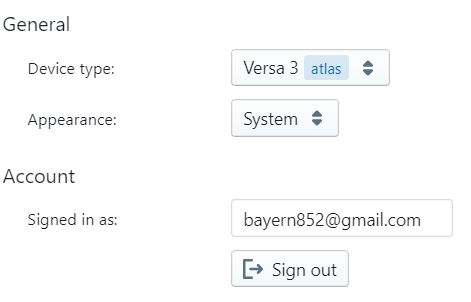 General
Device type: Versa 3 atlas
Appearance: System
Account
Signed in as: bayern852@gmail.com
Sign out